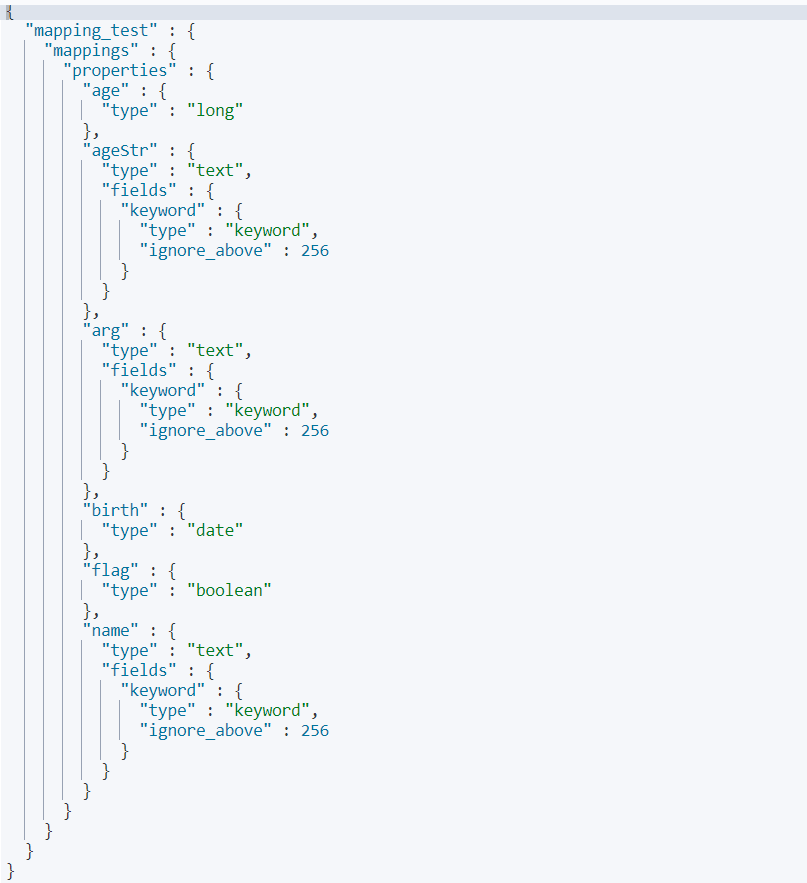 {
  "mapping_test" : {
    "mappings" : {
      "properties" : {
        "age" : {
          "type" : "long"
        },
        "ageStr" : {
          "type" : "text",
          "fields" : {
            "keyword" : {
              "type" : "keyword",
              "ignore_above" : 256
            }
          }
        },
        "arg" : {
          "type" : "text",
          "fields" : {
            "keyword" : {
              "type" : "keyword",
              "ignore_above" : 256
            }
          }
        },
        "birth" : {
          "type" : "date"
        },
        "flag" : {
          "type" : "boolean"
        },
        "name" : {
          "type" : "text",
          "fields" : {
            "keyword" : {
              "type" : "keyword",
              "ignore_above" : 256
            }
          }
        }
      }
    }
  }
}